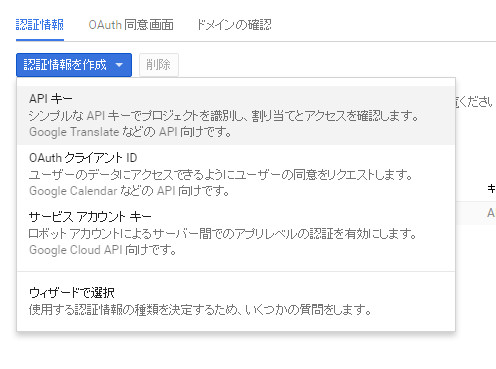 認証情報 OAuth 同意画面 ドメインの確認
認証情報を作成 削除
API キー
シンプルな API キーでプロジェクトを識別し、割り当てとアクセスを確認します。
Google Translate などの API 向けです。
覧ください
OAuth クライアント ID
ユーザーのデータにアクセスできるようにユーザーの同意をリクエストします。
Google Calendar などの API 向けです。
キ
サービス アカウント キー
A
ロボット アカウントによるサーバー間でのアプリレベルの認証を有効にします。
Google Cloud API 向けです。
ウィザードで選択
使用する認証情報の種類を決定するため、いくつかの質問をします。